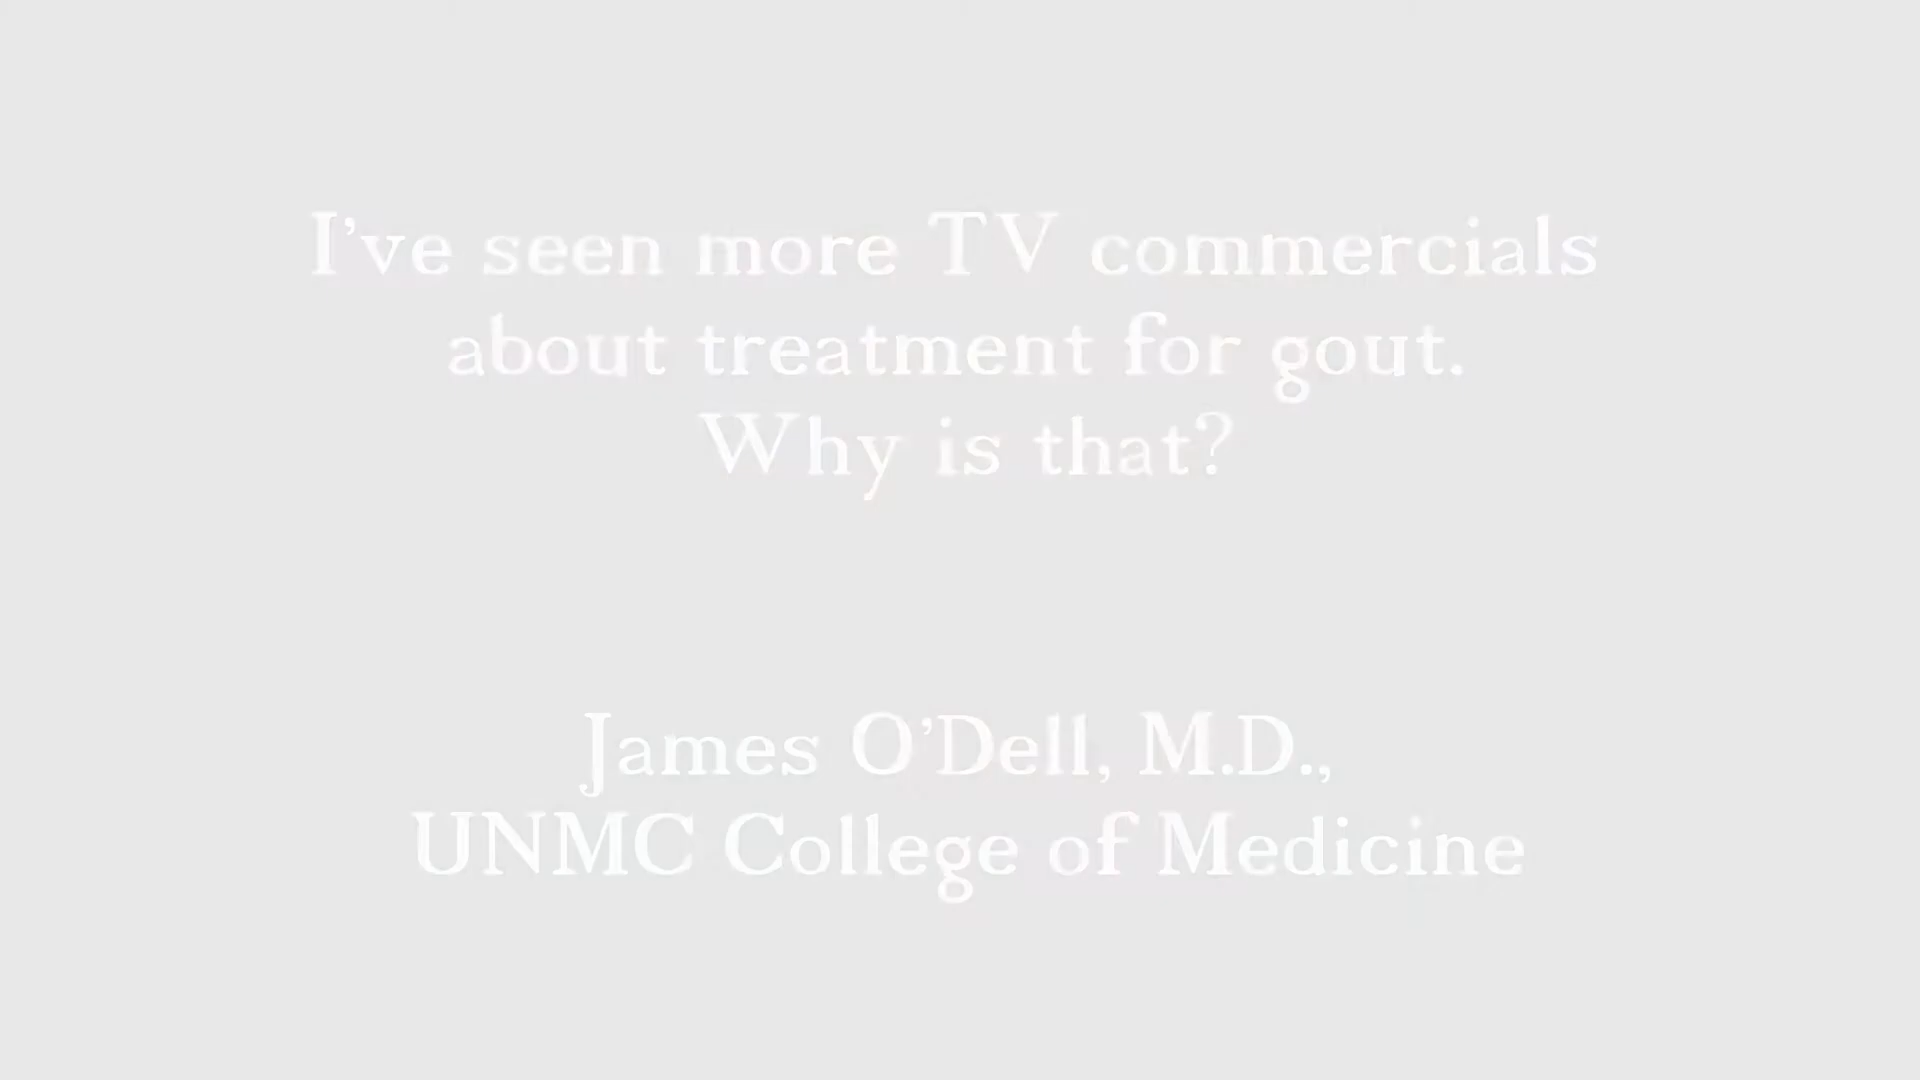 I've seen more TV commercials
about treatment for gout.
Why is that?
James O'Dell, M.D.,
UNMC College of Medicine